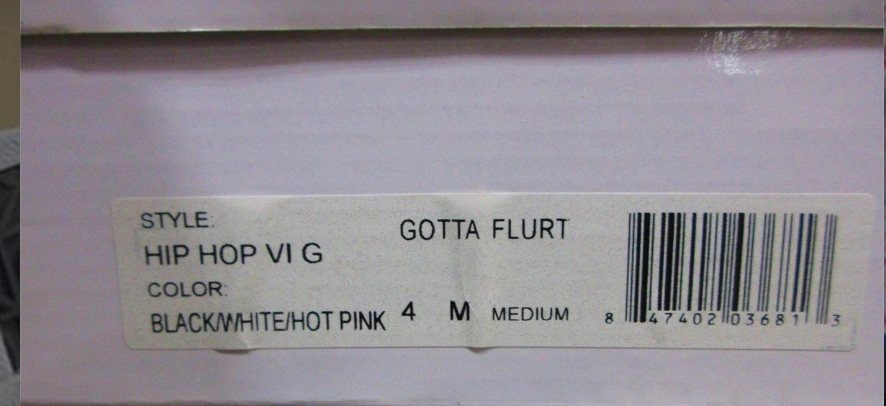 STYLE:
GOTTA FLURT
HIP HOP VI G
COLOR:
BLACK/WHITE/HOT PINK 4 M MEDIUM
8 47402 03681 3